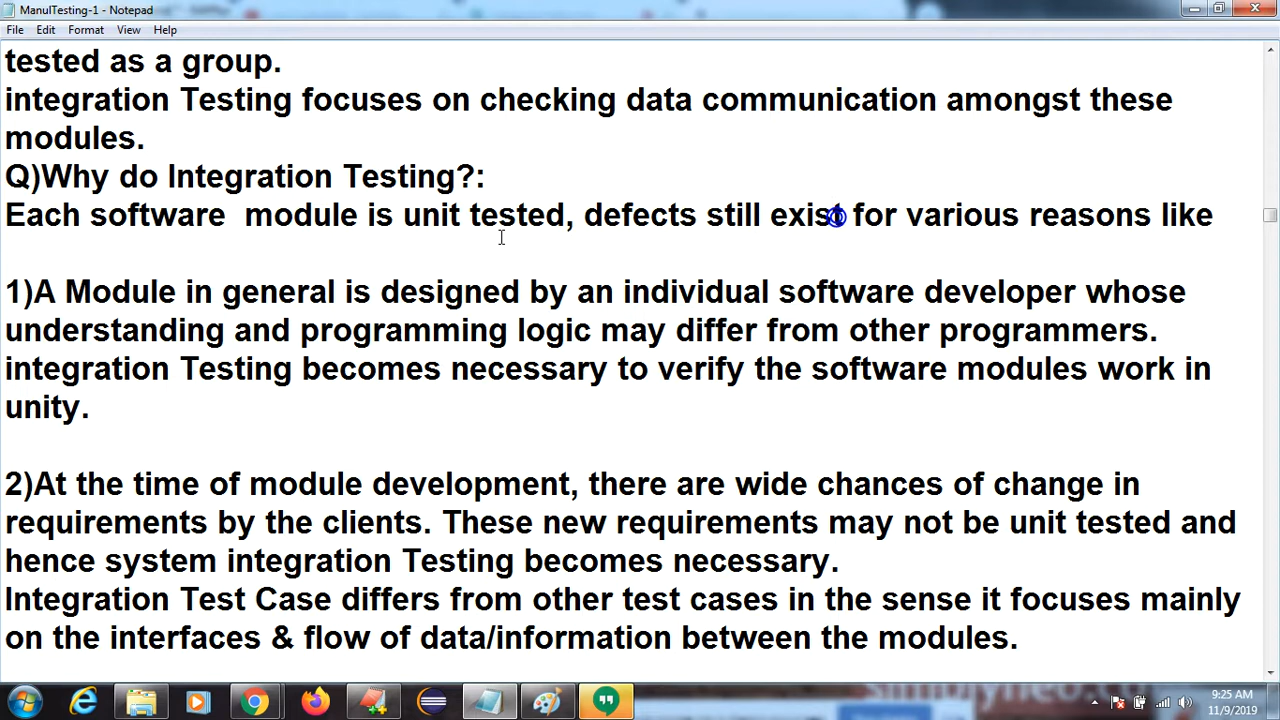 ManulTesting-1 - Notepad
File Edit Format View Help
tested as a group.
integration Testing focuses on checking data communication amongst these
modules.
Q)Why do Integration Testing?:
Each software  module is unit tested, defects still exist for various reasons like
1)A Module in general is designed by an individual software developer whose
understanding and programming logic may differ from other programmers.
integration Testing becomes necessary to verify the software modules work in
unity.
2)At the time of module development, there are wide chances of change in
requirements by the clients. These new requirements may not be unit tested and
hence system integration Testing becomes necessary.
Integration Test Case differs from other test cases in the sense it focuses mainly
on the interfaces & flow of data/information between the modules.
9:25 AM
11/9/2019